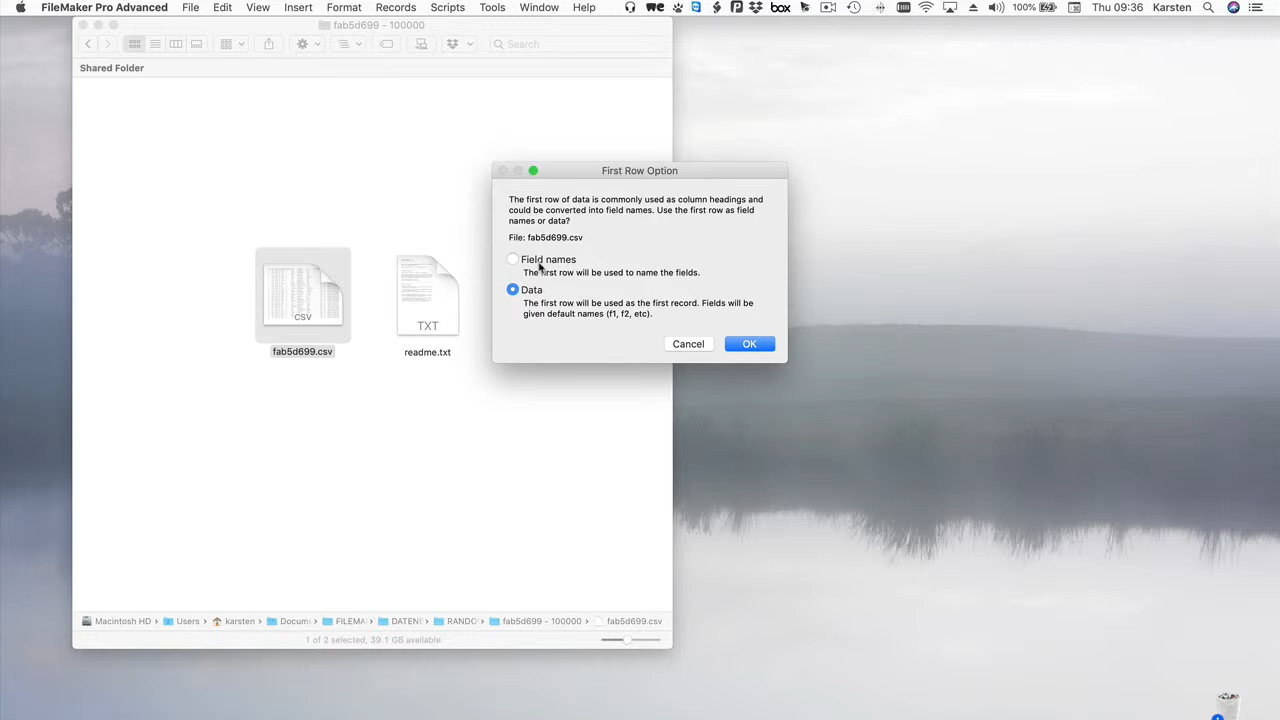 FileMaker Pro Advanced File Edit View Insert Format Records Scripts Tools Window Help box 100% Thu 09:36 Karsten
fab5d699 - 100000
Search
Shared Folder
First Row Option
The first row of data is commonly used as column headings and
could be converted into field names. Use the first row as field
names or data?
File: fab5d699.csv
Field names
The first row will be used to name the fields.
Data
The first row will be used as the first record. Fields will be
given default names (f1, f2, etc).
Cancel OK
CSV
TXT
fab5d699.csv
readme.txt
Macintosh HD › Users › karsten › Docum › FILEMA › DATEN › RANDO › fab5d699 - 100000 › fab5d699.csv
1 of 2 selected, 39.1 GB available